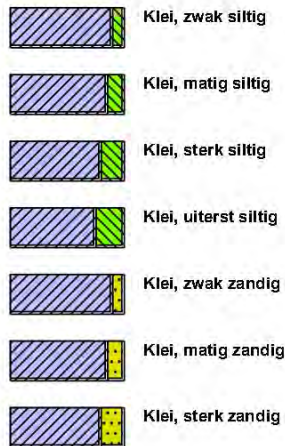 Klei, zwak siltig
Klei, matig siltig
Klei, sterk siltig
Klei, uiterst siltig
Klei, zwak zandig
Klei, matig zandig
Klei, sterk zandig